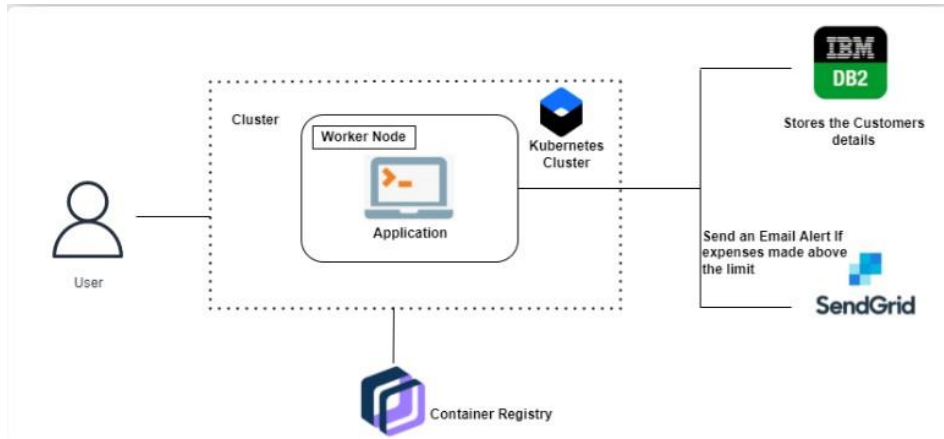 IBM
DB2
Stores the Customers
details
Cluster
Worker Node
Kubernetes
Cluster
Application
User
Send an Email Alert If
expenses made above
the limit
SendGrid
Container Registry